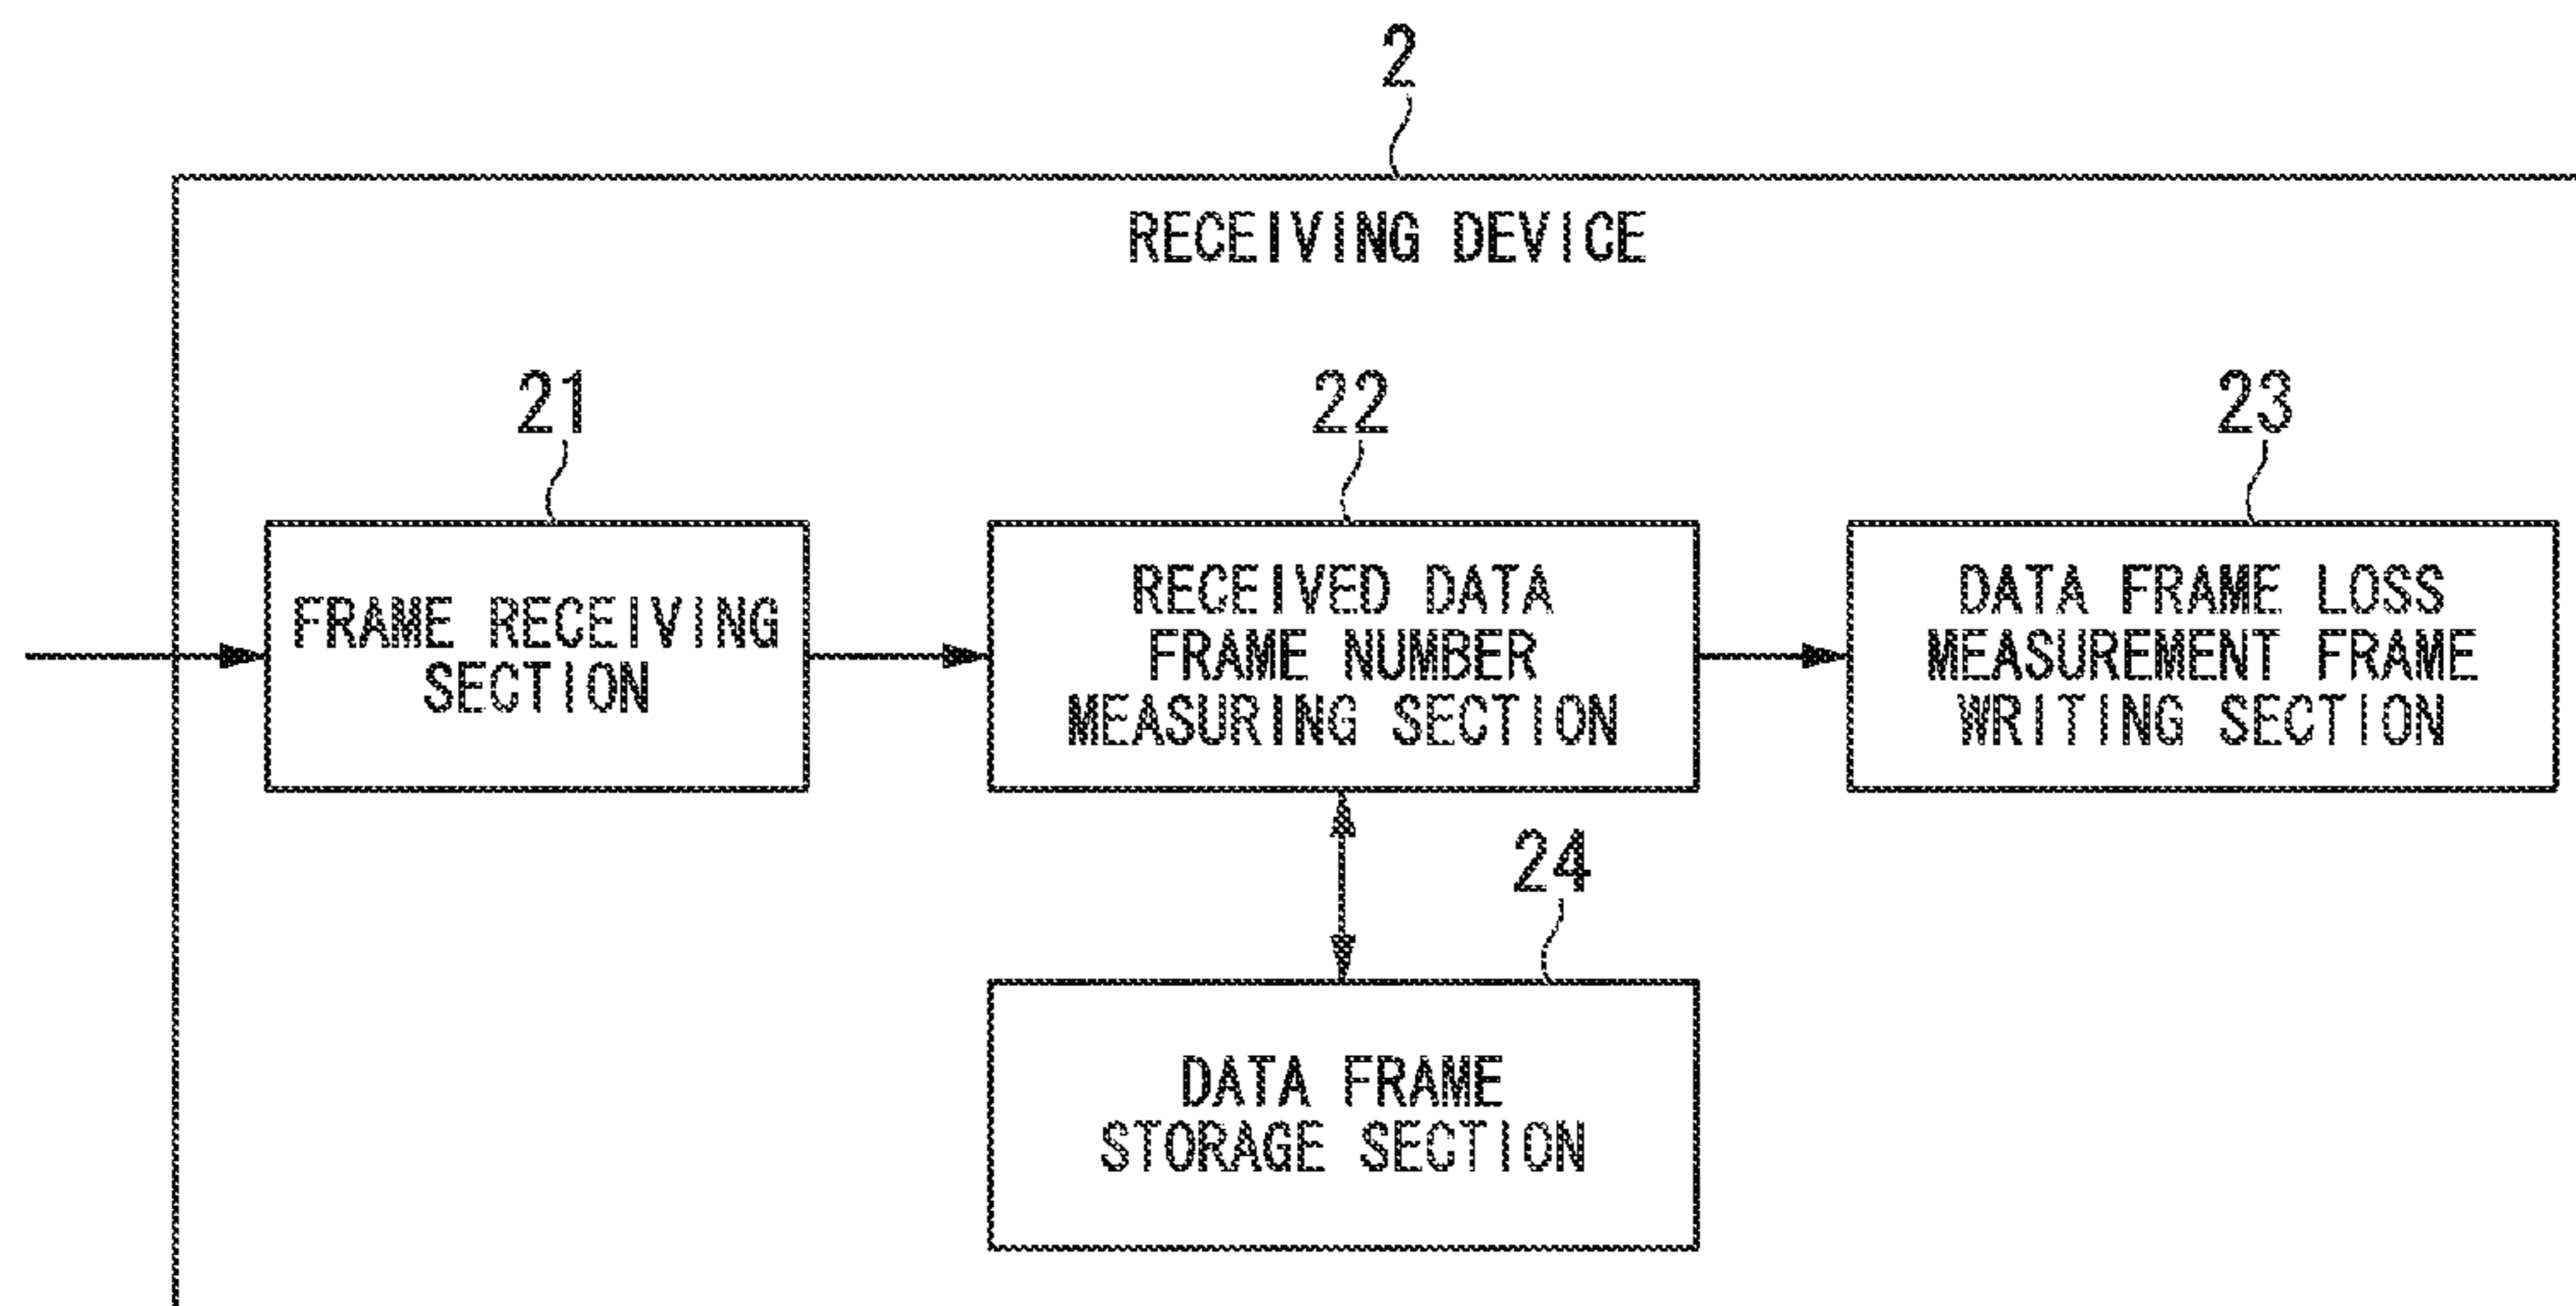 2
RECEIVING DEVICE
21
22
23
FRAME RECEIVING
SECTION
RECEIVED DATA
FRAME NUMBER
MEASURING SECTION
DATA FRAME LOSS
MEASUREMENT FRAME
WRITING SECTION
24
DATA FRAME
STORAGE SECTION